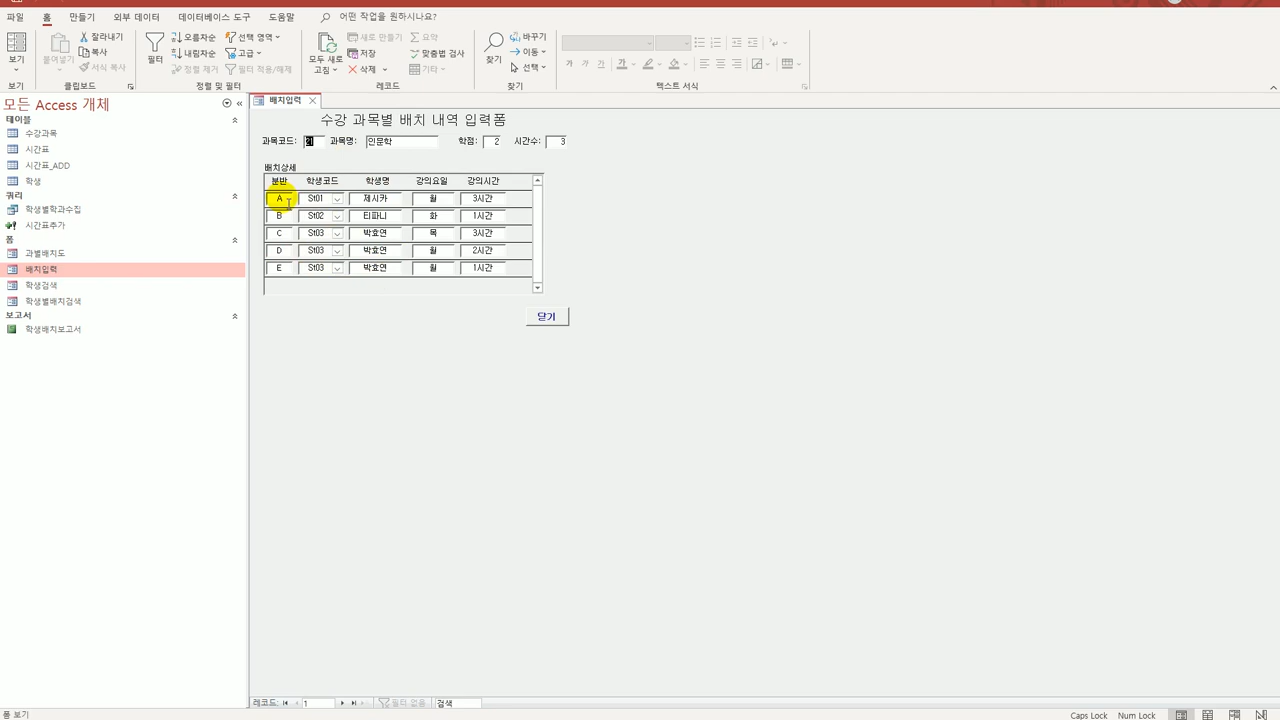 파일 홈 만들기 외부 데이터 데이터베이스 도구 도움말 어떤 작업을 원하시나요?
보기
보기
붙여넣기
잘라내기
복사
서식 복사
클립보드
필터
오름차순
내림차순
정렬 제거
선택 영역
고급
필터 적용/해제
정렬 및 필터
모두 새로 고침
새로 만들기
저장
삭제
요약
맞춤법 검사
기타
레코드
찾기
바꾸기
이동
선택
찾기
가 가 가 가
텍스트 서식
모든 Access 개체
테이블
수강과목
시간표
시간표_ADD
학생
쿼리
학생별학과수집
시간표추가
폼
과별배치도
배치입력
학생검색
학생별배치검색
보고서
학생배치보고서
배치입력
수강 과목별 배치 내역 입력폼
과목코드: 21 과목명: 인문학 학점: 2 시간수: 3
배치상세
분반 학생코드 학생명 강의요일 강의시간
A St01 제시카 월 3시간
B St02 티파니 화 1시간
C St03 박효연 목 3시간
D St03 박효연 월 2시간
E St03 박효연 월 1시간
닫기
레코드: 1 필터 없음 검색
폼 보기 Caps Lock Num Lock